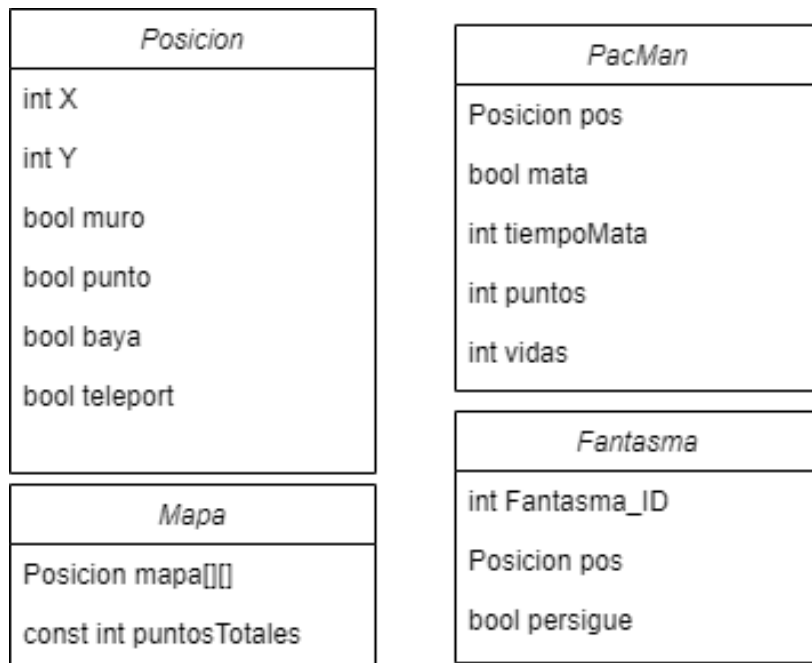 Posicion
int X
int Y
bool muro
bool punto
bool baya
bool teleport
Mapa
Posicion mapa[][]
const int puntosTotales
PacMan
Posicion pos
bool mata
int tiempoMata
int puntos
int vidas
Fantasma
int Fantasma_ID
Posicion pos
bool persigue